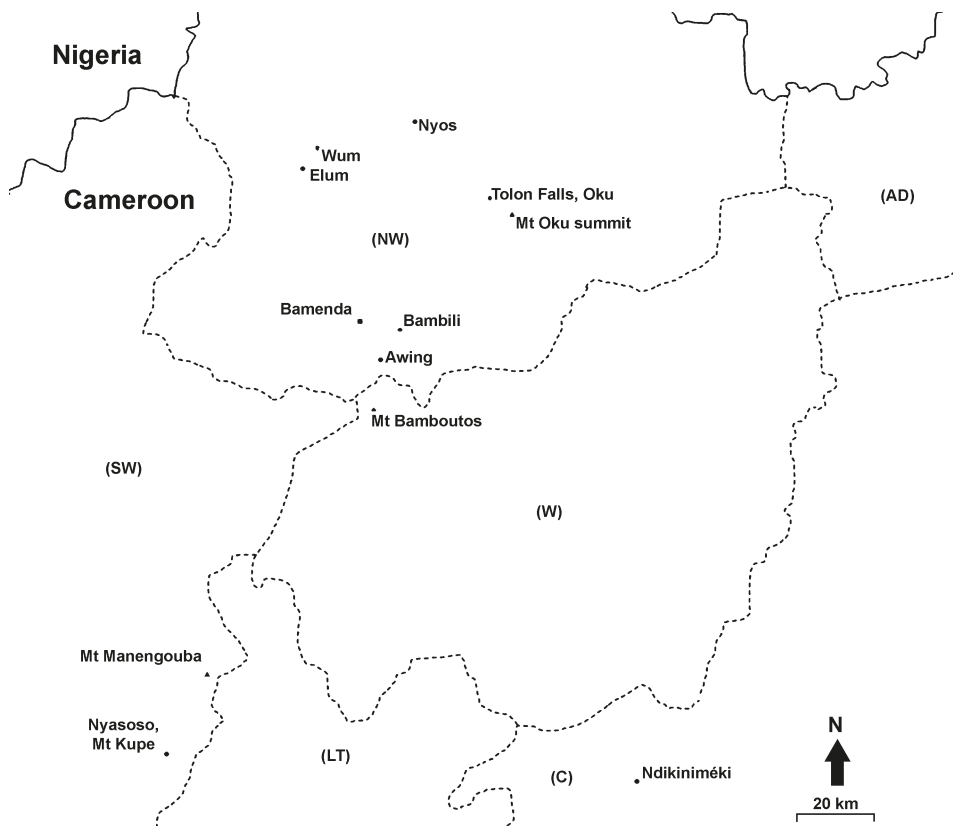 Nigeria
Nyos
Wum
Elum
Cameroon
Tolon Falls, Oku
(AD)
Mt Oku summit
(NW)
Bamenda
Bambili
Awing
Mt Bamboutos
(SW)
(W)
Mt Manengouba
Nyasoso,
Mt Kupe
N
(LT)
(C)
Ndikiniméki
20 km